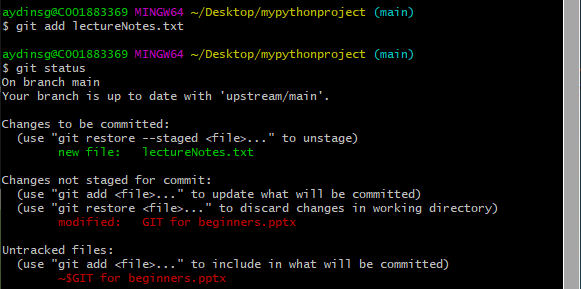 aydinsg@C001883369 MINGW64 ~/Desktop/mypythonproject (main)
$ git add lectureNotes.txt
aydinsg@C001883369 MINGW64 ~/Desktop/mypythonproject (main)
$ git status
On branch main
Your branch is up to date with 'upstream/main'.
Changes to be committed:
(use "git restore --staged <file>..." to unstage)
new file: lectureNotes.txt
Changes not staged for commit:
(use "git add <file>..." to update what will be committed)
(use "git restore <file>..." to discard changes in working directory)
modified: GIT for beginners.pptx
Untracked files:
(use "git add <file>..." to include in what will be committed)
~$GIT for beginners.pptx